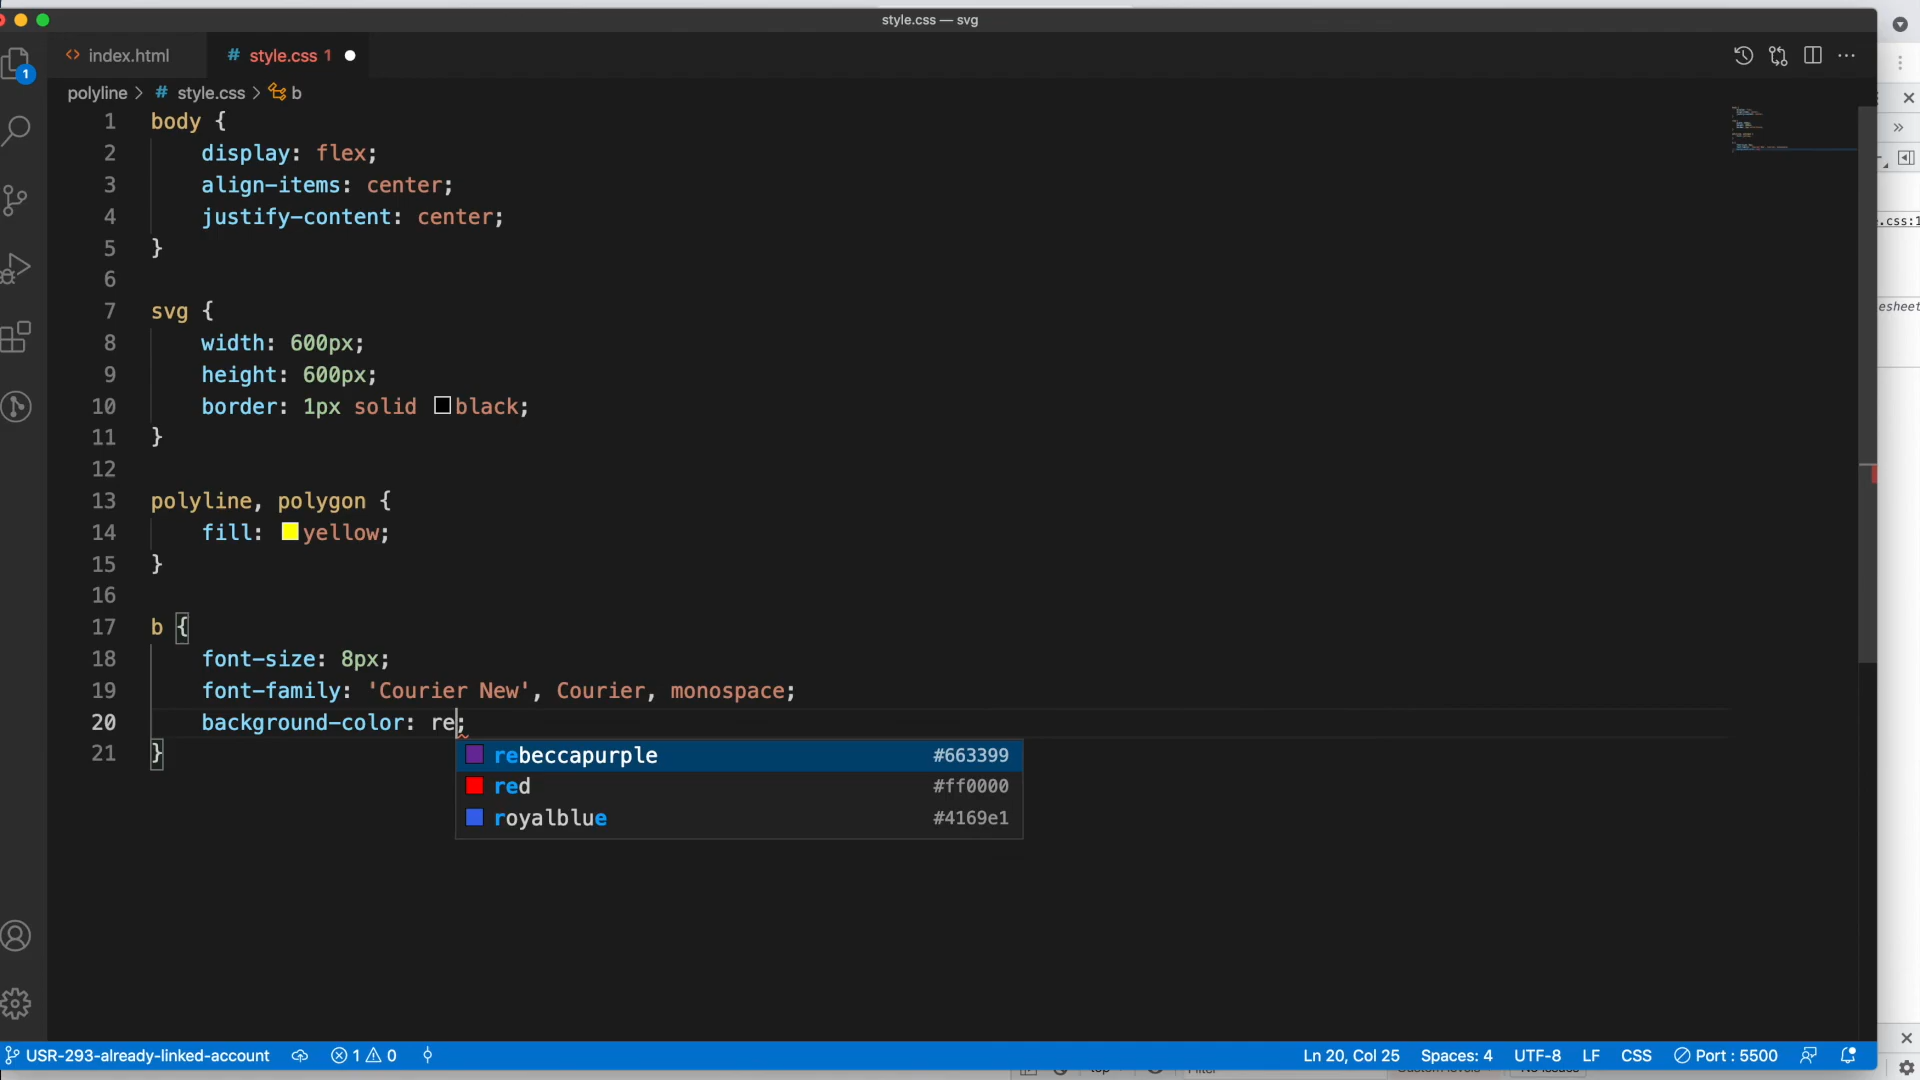 style.css — svg
index.html
# style.css 1
1
polyline > # style.css > b
1 body {
2 display: flex;
3 align-items: center;
4 justify-content: center;
5 }
6
7 svg {
8 width: 600px;
9 height: 600px;
10 border: 1px solid black;
11 }
12
13 polyline, polygon {
14 fill: yellow;
15 }
16
17 b {
18 font-size: 8px;
19 font-family: 'Courier New', Courier, monospace;
20 background-color: re;
21 }
rebeccapurple #663399
red #ff0000
royalblue #4169e1
.css:1
esheet
USR-293-already-linked-account 1 0 Ln 20, Col 25 Spaces: 4 UTF-8 LF CSS Port : 5500